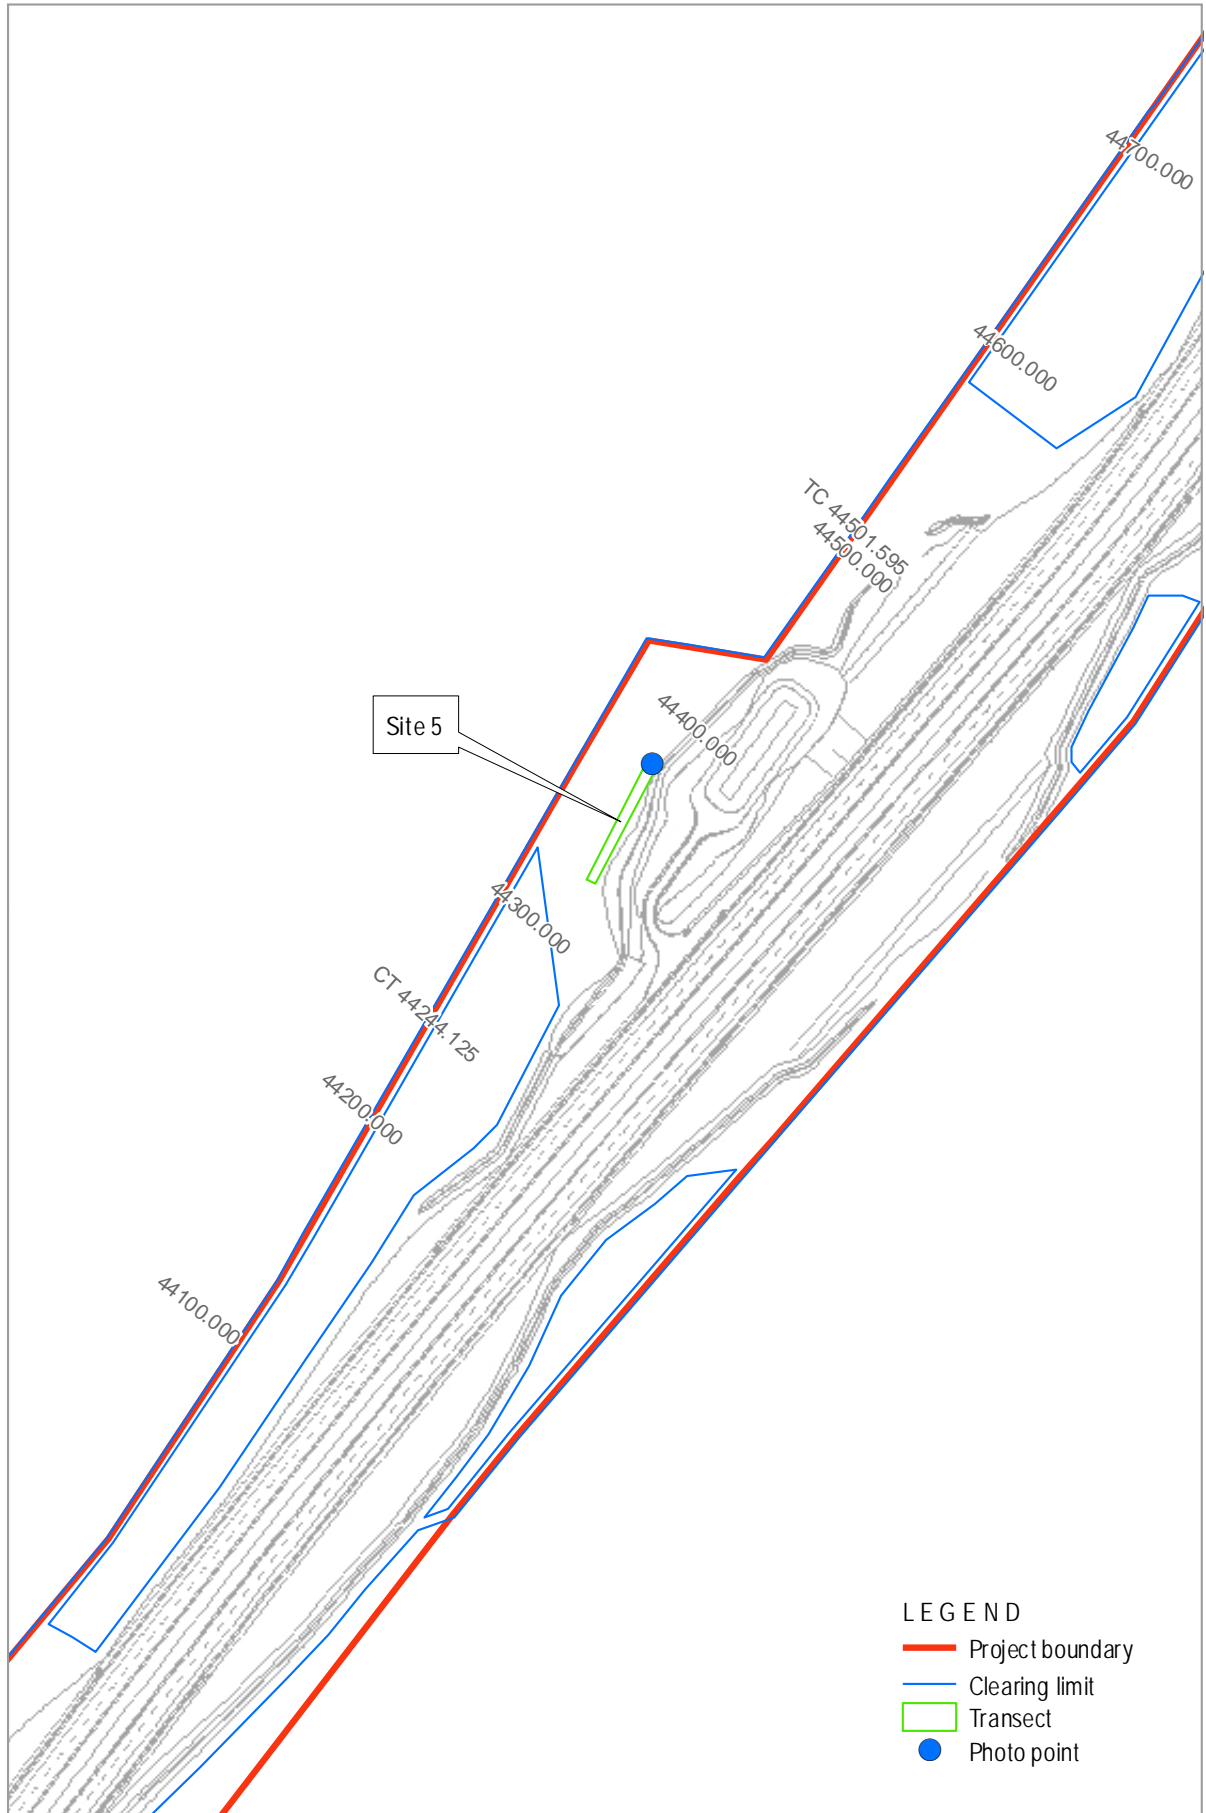 44700.000
44600.000
TC 44501.595
44500.000
44400.000
Site 5
44300.000
CT 44244.125
44200.000
44100.000
LEGEND
Project boundary
Clearing limit
Transect
Photo point